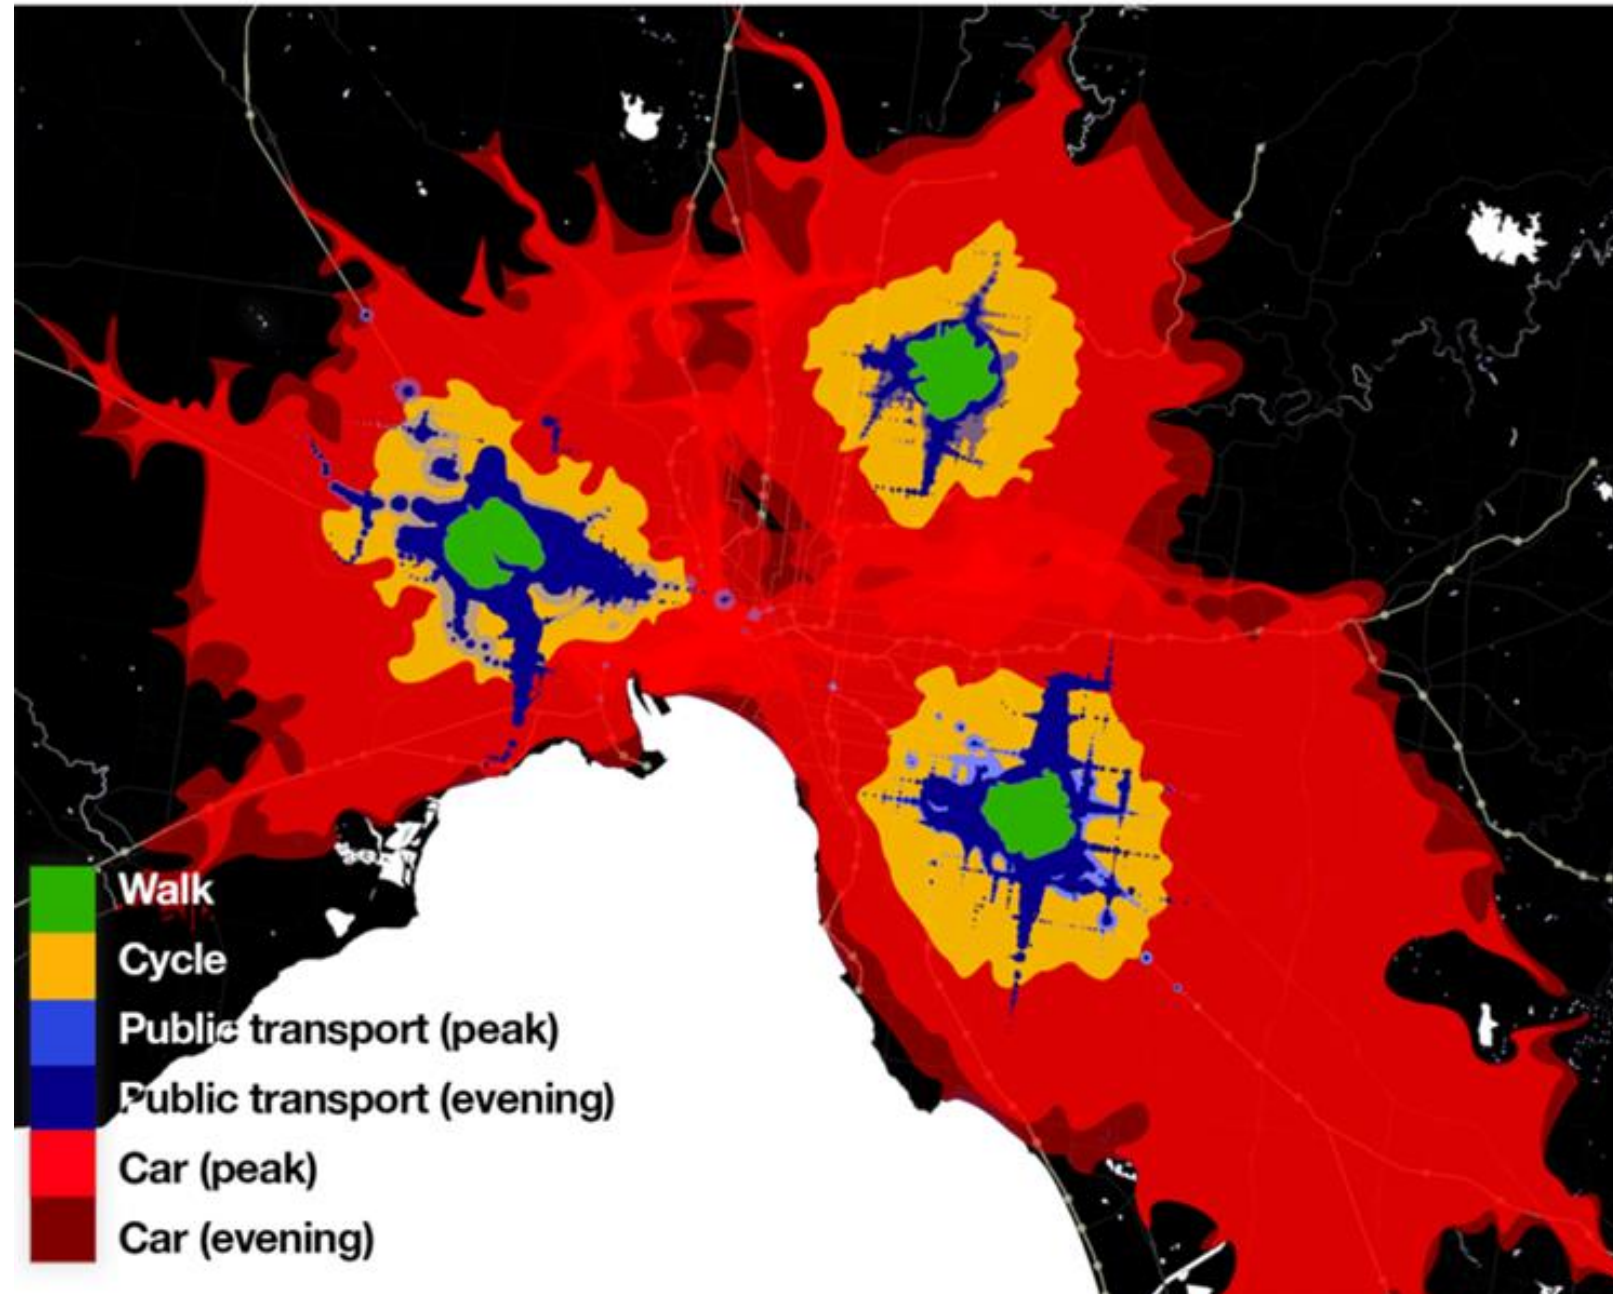 Walk
Cycle
Public transport (peak)
Public transport (evening)
Car (peak)
Car (evening)